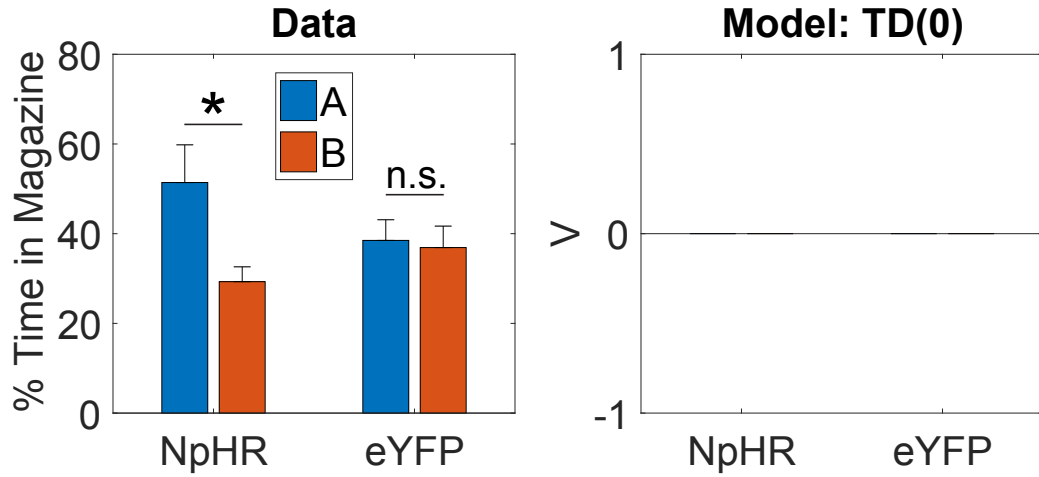 Data
% Time in Magazine
80
60
40
20
0
*
A
B
n.s.
NpHR
eYFP
Model: TD(0)
V
1
0
-1
NpHR
eYFP